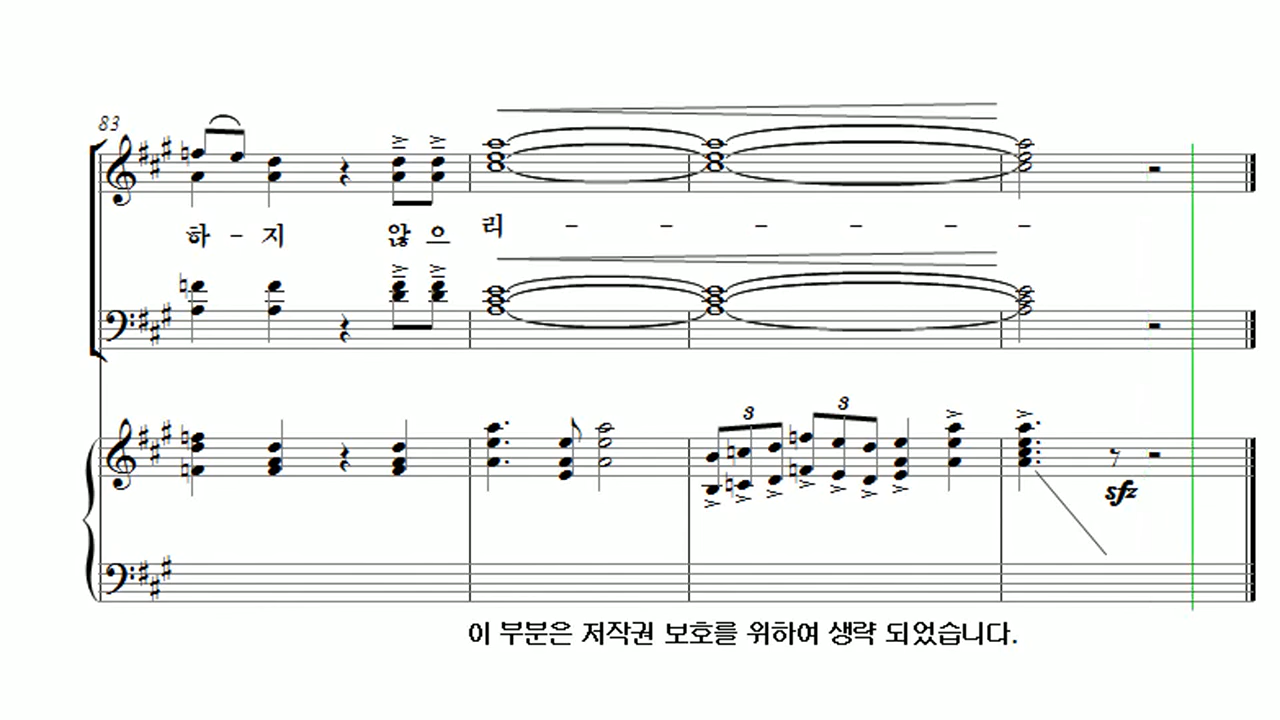 83
하 - 지 않 으 리 - - - - - -
3 3
sfz
이 부분은 저작권 보호를 위하여 생략 되었습니다.